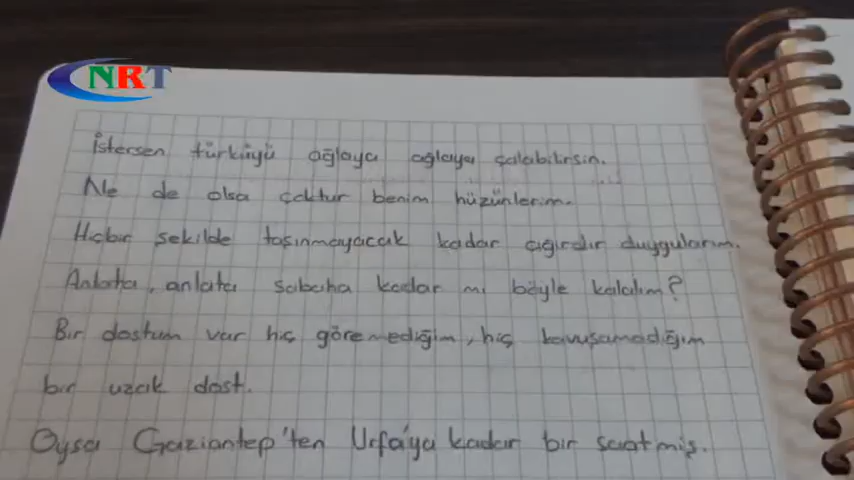 NRT
İstersen türküyü ağlaya ağlaya çalabilirsin.
Ne de olsa çoktur benim hüzünlerim.
Hiçbir şekilde taşınmayacak kadar ağırdır duygularım.
Anlata, anlata sabaha kadar mı böyle kalalım?
Bir dostum var hiç göremediğim, hiç kavuşamadığım
bir uzak dost.
Oysa Gaziantep'ten Urfa'ya kadar bir saatmiş.